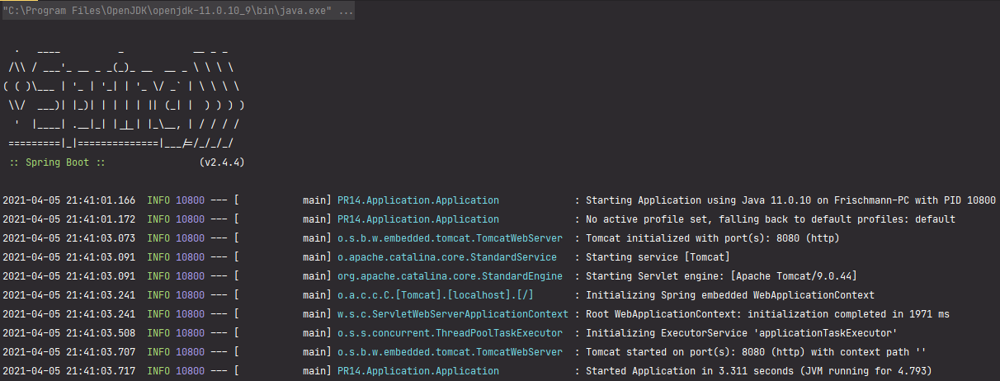 "C:\Program Files\OpenJDK\openjdk-11.0.10_9\bin\java.exe" ...

  .   ____          _            __ _ _
 /\\ / ___'_ __ _ _(_)_ __  __ _ \ \ \ \
( ( )\___ | '_ | '_| | '_ \/ _` | \ \ \ \
 \\/  ___)| |_)| | | | | || (_| |  ) ) ) )
  '  |____| .__|_| |_|_| |_\__, | / / / /
 =========|_|==============|___/=/_/_/_/
 :: Spring Boot ::                (v2.4.4)

2021-04-05 21:41:01.166  INFO 10800 --- [           main] PR14.Application.Application             : Starting Application using Java 11.0.10 on Frischmann-PC with PID 10800
2021-04-05 21:41:01.172  INFO 10800 --- [           main] PR14.Application.Application             : No active profile set, falling back to default profiles: default
2021-04-05 21:41:03.073  INFO 10800 --- [           main] o.s.b.w.embedded.tomcat.TomcatWebServer  : Tomcat initialized with port(s): 8080 (http)
2021-04-05 21:41:03.091  INFO 10800 --- [           main] o.apache.catalina.core.StandardService   : Starting service [Tomcat]
2021-04-05 21:41:03.091  INFO 10800 --- [           main] org.apache.catalina.core.StandardEngine  : Starting Servlet engine: [Apache Tomcat/9.0.44]
2021-04-05 21:41:03.241  INFO 10800 --- [           main] o.a.c.c.C.[Tomcat].[localhost].[/]       : Initializing Spring embedded WebApplicationContext
2021-04-05 21:41:03.241  INFO 10800 --- [           main] w.s.c.ServletWebServerApplicationContext : Root WebApplicationContext: initialization completed in 1971 ms
2021-04-05 21:41:03.508  INFO 10800 --- [           main] o.s.s.concurrent.ThreadPoolTaskExecutor  : Initializing ExecutorService 'applicationTaskExecutor'
2021-04-05 21:41:03.707  INFO 10800 --- [           main] o.s.b.w.embedded.tomcat.TomcatWebServer  : Tomcat started on port(s): 8080 (http) with context path ''
2021-04-05 21:41:03.717  INFO 10800 --- [           main] PR14.Application.Application             : Started Application in 3.311 seconds (JVM running for 4.793)